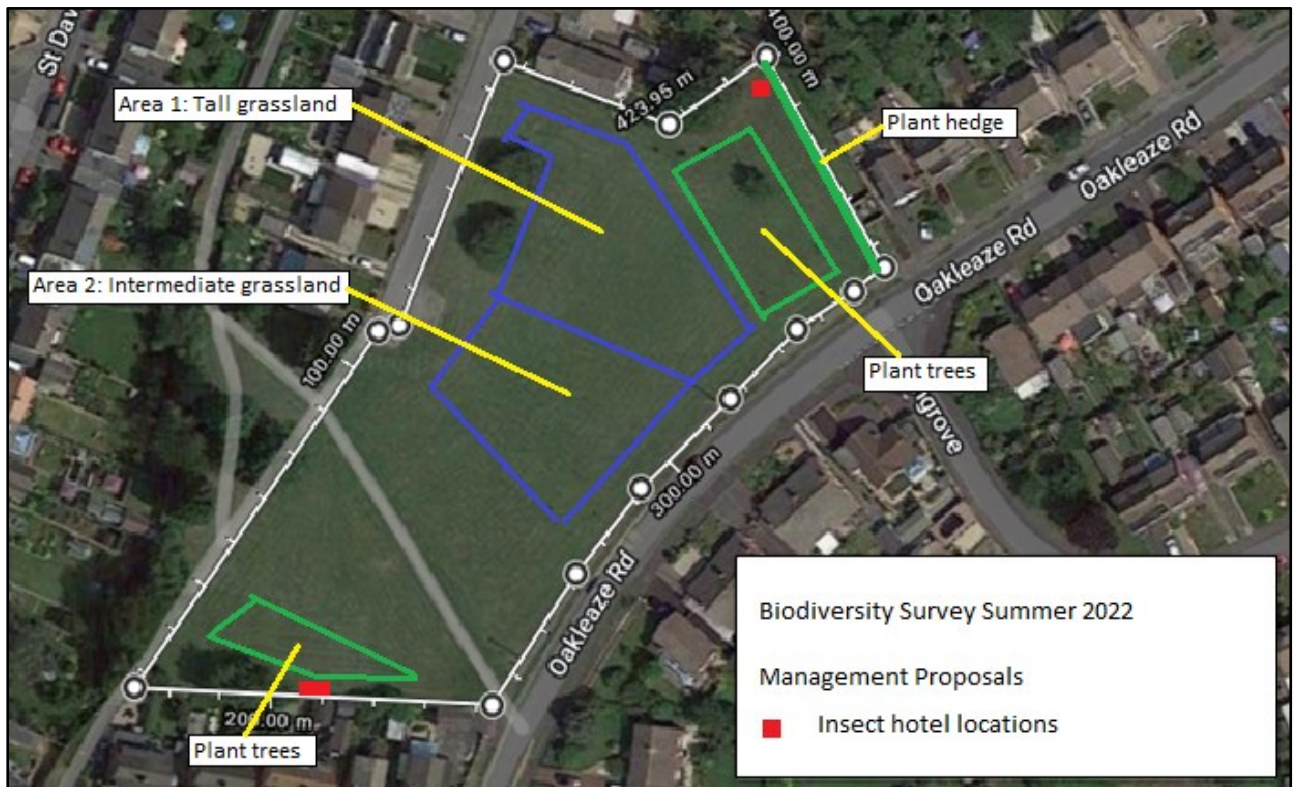 St Dav
400.00 m
Area 1: Tall grassland
423.95 m
Plant hedge
Oakleaze Rd
Oakleaze Rd
Area 2: Intermediate grassland
100.00 m
Plant trees
ngrove
300.00 m
Oakleaze Rd
200.00 m
Plant trees
Biodiversity Survey Summer 2022
Management Proposals
Insect hotel locations